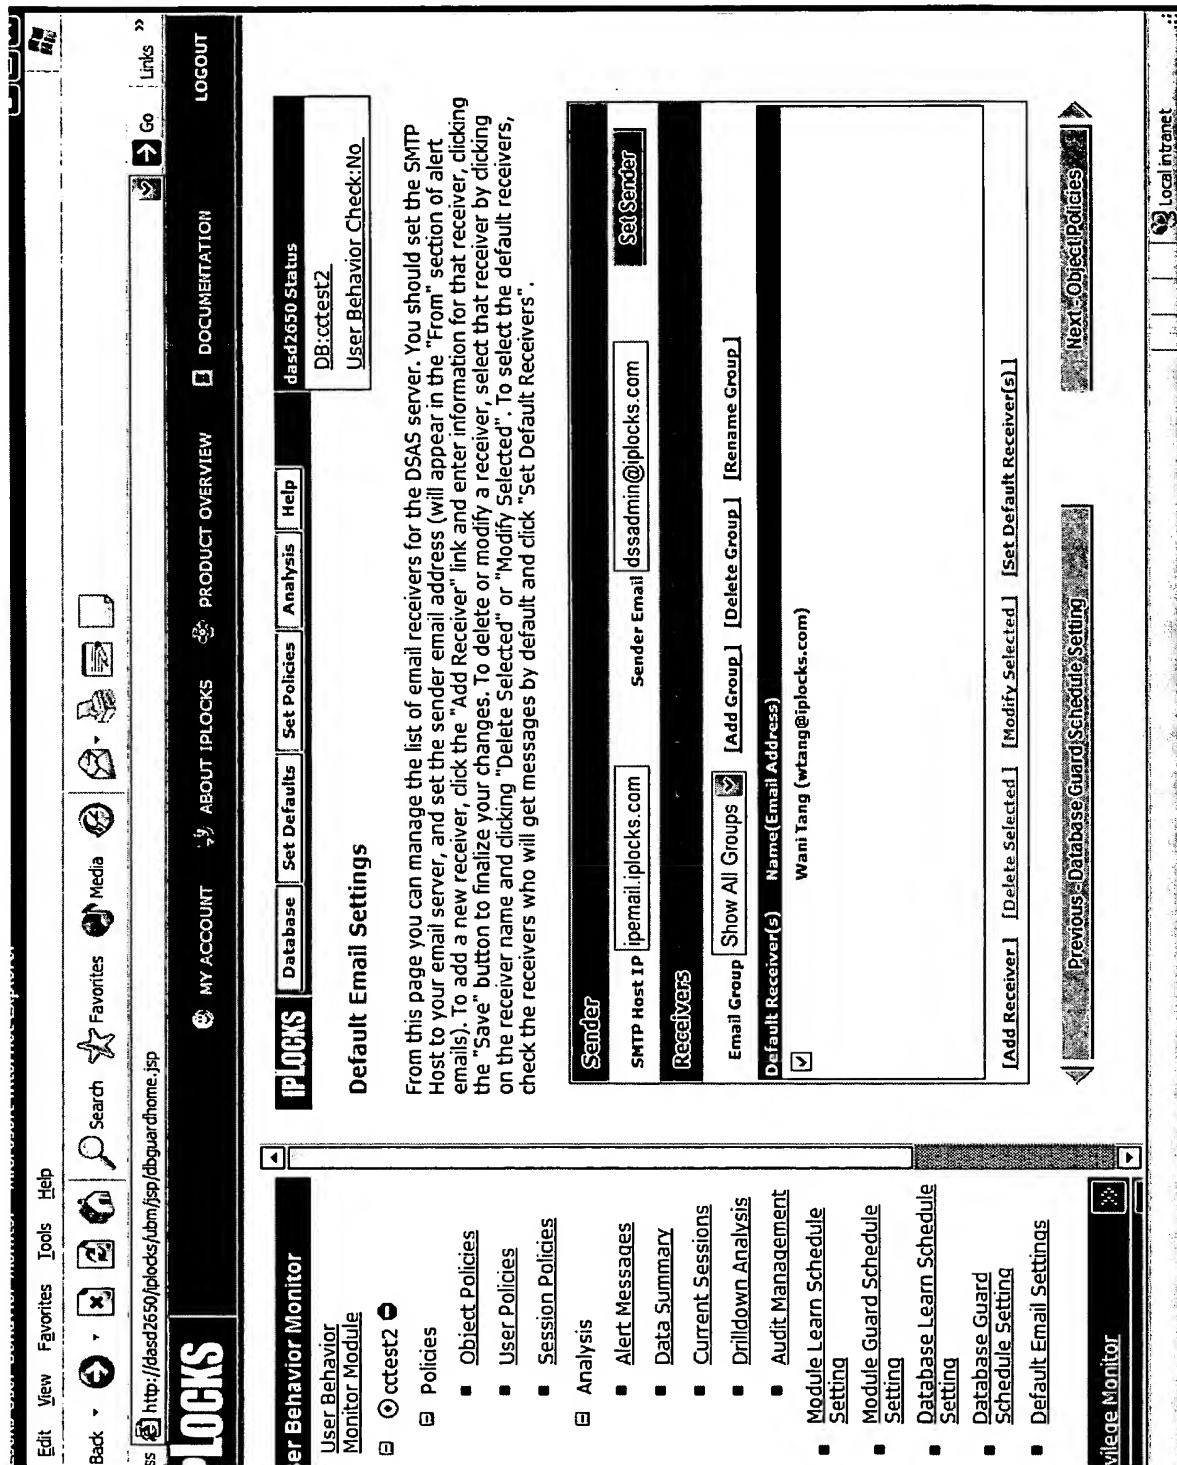 Edit View Favorites Tools Help
Back Search Favorites Media
ss http://dasd2650/iplocks/ubm/jsp/dbguardhome.jsp Go Links »
PLOCKS
MY ACCOUNT ABOUT IPLOCKS PRODUCT OVERVIEW DOCUMENTATION LOGOUT
er Behavior Monitor
User Behavior
Monitor Module
cctest2
Policies
Object Policies
User Policies
Session Policies
Analysis
Alert Messages
Data Summary
Current Sessions
Drilldown Analysis
Audit Management
Module Learn Schedule
Setting
Module Guard Schedule
Setting
Database Learn Schedule
Setting
Database Guard
Schedule Setting
Default Email Settings
vilege Monitor
IPLOCKS Database Set Defaults Set Policies Analysis Help
dasd2650 Status
DB:cctest2
User Behavior Check:No
Default Email Settings
From this page you can manage the list of email receivers for the DSAS server. You should set the SMTP
Host to your email server, and set the sender email address (will appear in the "From" section of alert
emails). To add a new receiver, click the "Add Receiver" link and enter information for that receiver, clicking
the "Save" button to finalize your changes. To delete or modify a receiver, select that receiver by clicking
on the receiver name and clicking "Delete Selected" or "Modify Selected". To select the default receivers,
check the receivers who will get messages by default and click "Set Default Receivers".
Sender
SMTP Host IP ipemail.iplocks.com Sender Email dssadmin@iplocks.com Set Sender
Receivers
Email Group Show All Groups [Add Group] [Delete Group] [Rename Group]
Default Receiver(s) Name(Email Address)
Wani Tang (wtang@iplocks.com)
[Add Receiver] [Delete Selected] [Modify Selected] [Set Default Receiver(s)]
Previous - Database Guard Schedule Setting Next - Object Policies
Local intranet